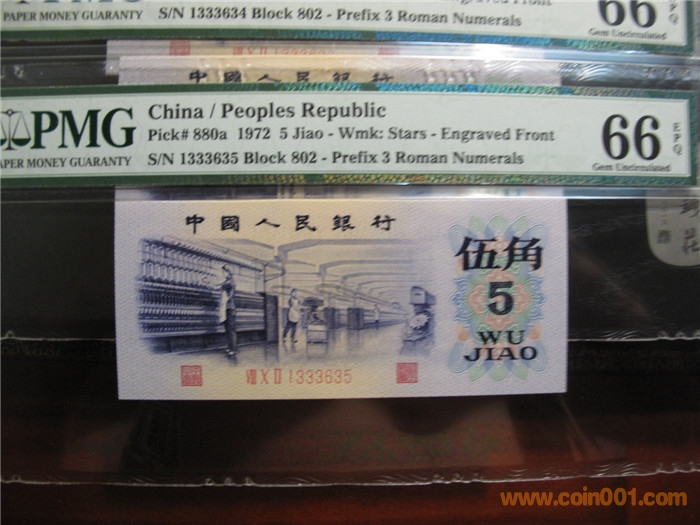 PAPER MONEY GUARANTY
S/N 1333634 Block 802 - Prefix 3 Roman Numerals
66
Gem Uncirculated
中國人民銀行
PMG
PAPER MONEY GUARANTY
China / Peoples Republic
Pick# 880a 1972 5 Jiao - Wmk: Stars - Engraved Front
S/N 1333635 Block 802 - Prefix 3 Roman Numerals
66
EPQ
Gem Uncirculated
中國人民銀行
伍角
5
WU
JIAO
VIII X II 1333635
www.coin001.com